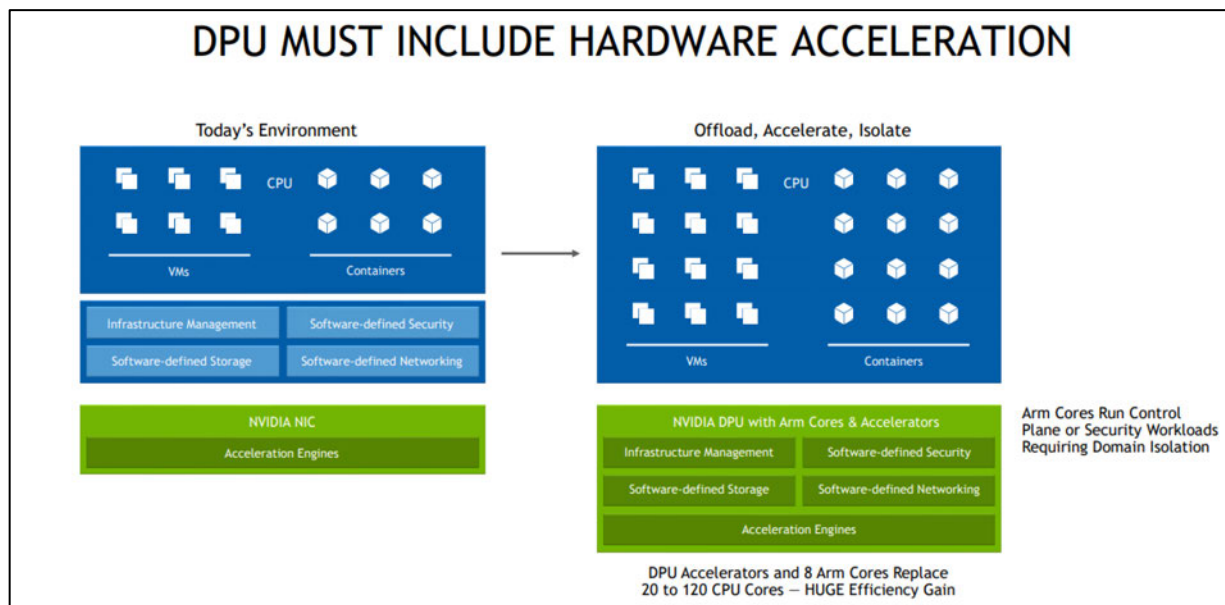 DPU MUST INCLUDE HARDWARE ACCELERATION
Today's Environment
CPU
VMs
Containers
Infrastructure Management
Software-defined Security
Software-defined Storage
Software-defined Networking
NVIDIA NIC
Acceleration Engines
Offload, Accelerate, Isolate
CPU
VMs
Containers
NVIDIA DPU with Arm Cores & Accelerators
Infrastructure Management
Software-defined Security
Software-defined Storage
Software-defined Networking
Acceleration Engines
Arm Cores Run Control
Plane or Security Workloads
Requiring Domain Isolation
DPU Accelerators and 8 Arm Cores Replace
20 to 120 CPU Cores — HUGE Efficiency Gain